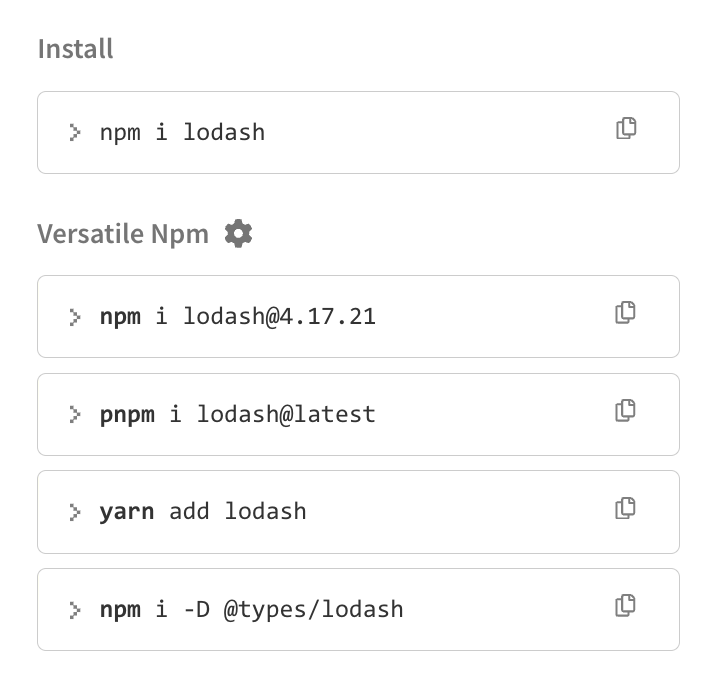 Install
npm i lodash
Versatile Npm
npm i lodash@4.17.21
pnpm i lodash@latest
yarn add lodash
npm i -D @types/lodash